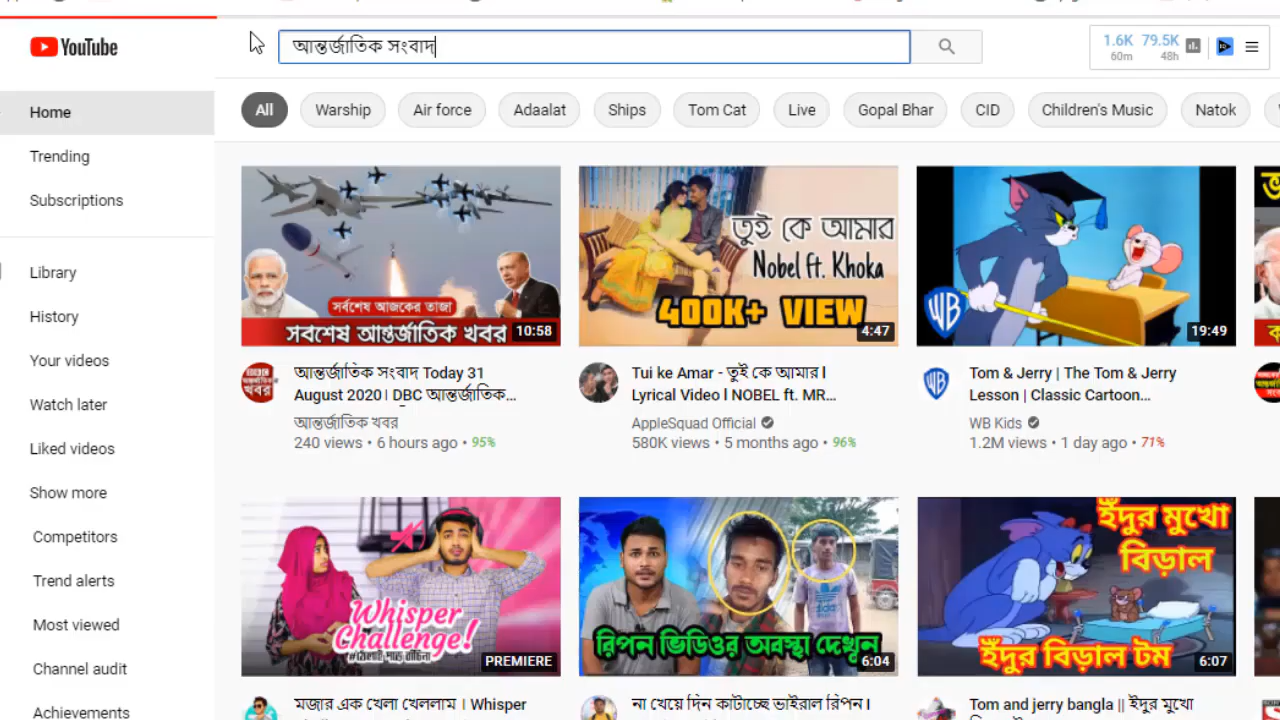 YouTube
আন্তর্জাতিক সংবাদ
1.6K 79.5K
60m 48h
Home
Trending
Subscriptions
Library
History
Your videos
Watch later
Liked videos
Show more
Competitors
Trend alerts
Most viewed
Channel audit
Achievements
All Warship Air force Adaalat Ships Tom Cat Live Gopal Bhar CID Children's Music Natok
সর্বশেষ আজকের তাজা
সবশেষ আন্তর্জাতিক খবর
10:58
আন্তর্জাতিক সংবাদ Today 31
August 2020। DBC আন্তর্জাতিক...
আন্তর্জাতিক খবর
240 views • 6 hours ago • 95%
তুই কে আমার
Nobel ft. Khoka
400K+ VIEW
4:47
Tui ke Amar - তুই কে আমার l
Lyrical Video l NOBEL ft. MR...
AppleSquad Official
580K views • 5 months ago • 96%
WB
19:49
Tom & Jerry | The Tom & Jerry
Lesson | Classic Cartoon...
WB Kids
1.2M views • 1 day ago • 71%
Whisper
Challenge!
PREMIERE
মজার এক খেলা খেললাম । Whisper
রিপন ভিডিওর অবস্থা দেখুন
6:04
না খেয়ে দিন কাটাচ্ছে ভাইরাল রিপন।
ইঁদুর মুখো
বিড়াল
ইঁদুর বিড়াল টম
6:07
Tom and jerry bangla || ইঁদুর মুখো